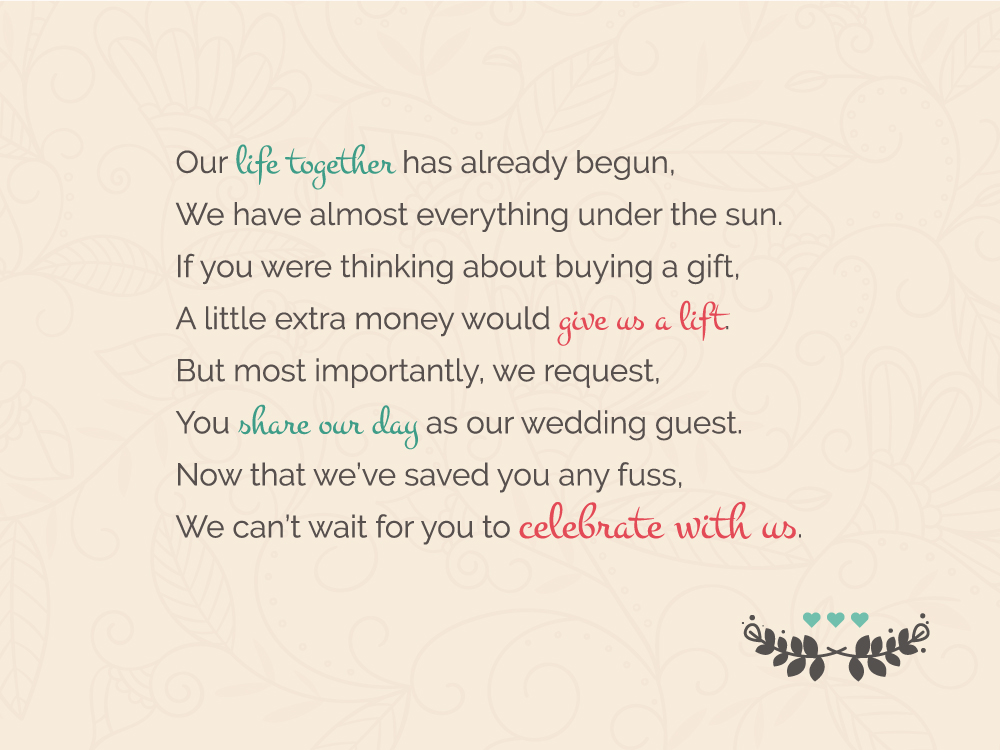 Our life together has already begun,
We have almost everything under the sun.
If you were thinking about buying a gift,
A little extra money would give us a lift.
But most importantly, we request,
You share our day as our wedding guest.
Now that we've saved you any fuss,
We can't wait for you to celebrate with us.